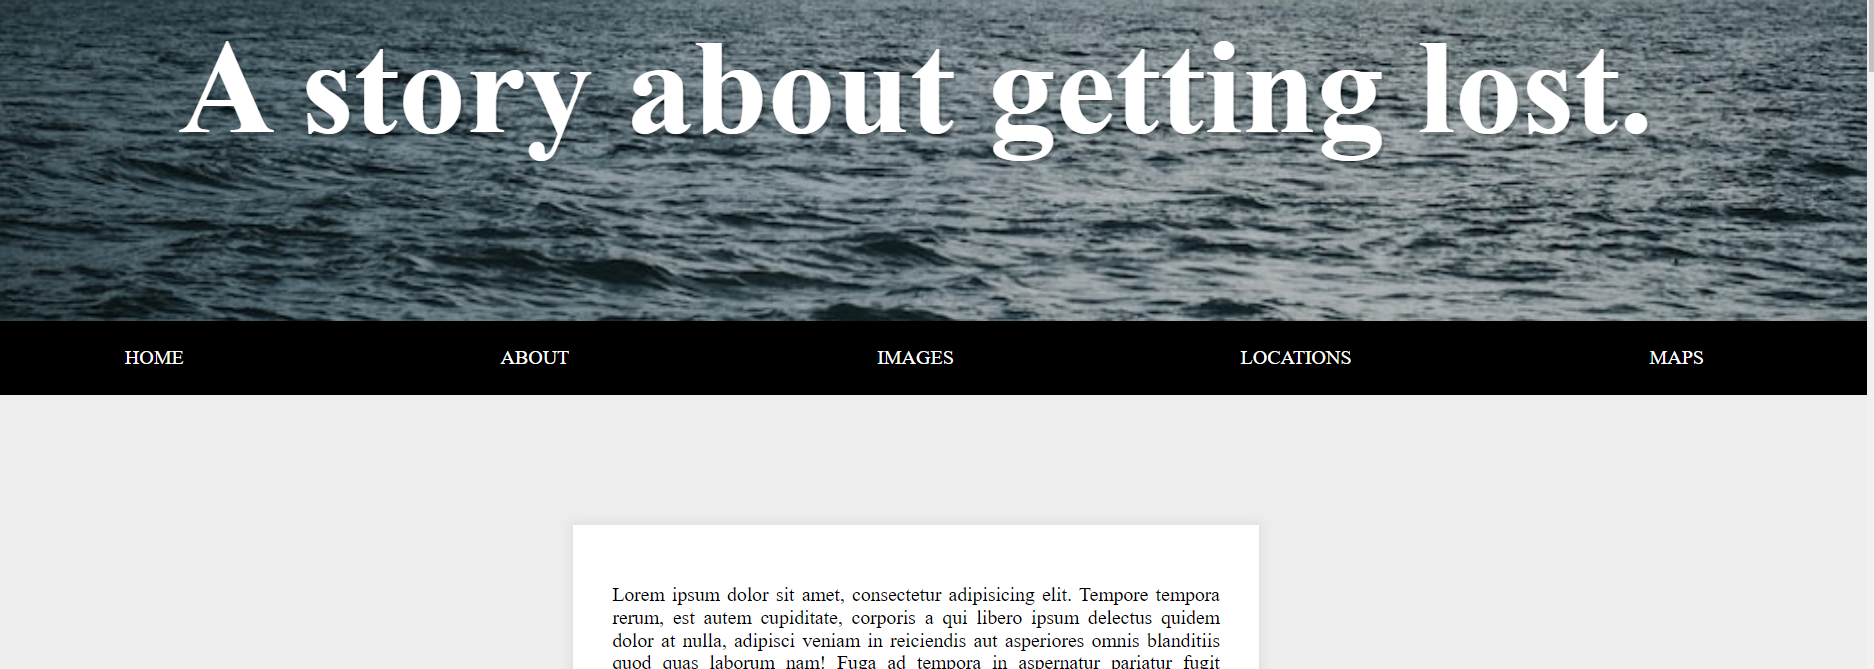 A story about getting lost.
HOME ABOUT IMAGES LOCATIONS MAPS
Lorem ipsum dolor sit amet, consectetur adipisicing elit. Tempore tempora
rerum, est autem cupiditate, corporis a qui libero ipsum delectus quidem
dolor at nulla, adipisci veniam in reiciendis aut asperiores omnis blanditiis
quod quas laborum nam! Fuga ad tempora in aspernatur pariatur fugit